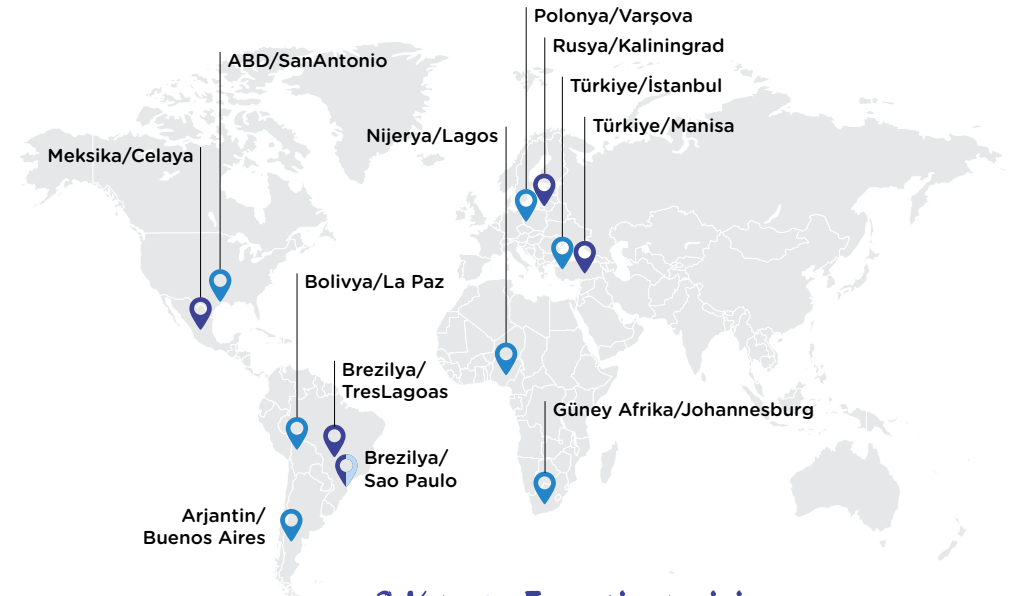 Polonya/Varşova
Rusya/Kaliningrad
ABD/SanAntonio
Türkiye/İstanbul
Türkiye/Manisa
Nijerya/Lagos
Meksika/Celaya
Bolivya/La Paz
Brezilya/
TresLagoas
Güney Afrika/Johannesburg
Brezilya/
Sao Paulo
Arjantin/
Buenos Aires